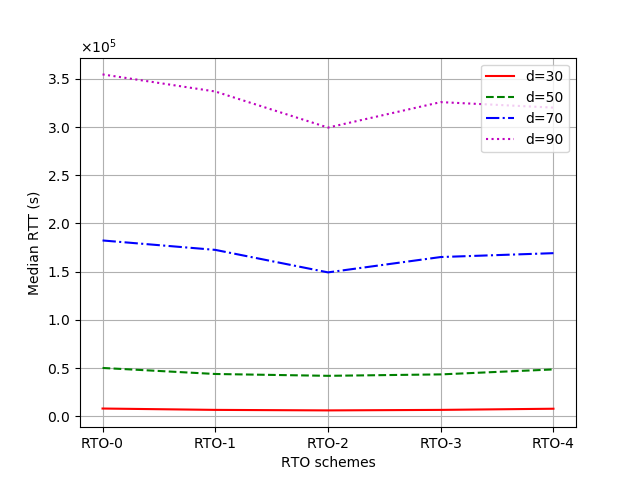 ×10⁵
3.5
3.0
2.5
2.0
1.5
1.0
0.5
0.0
Median RTT (s)
d=30
d=50
d=70
d=90
RTO-0 RTO-1 RTO-2 RTO-3 RTO-4
RTO schemes